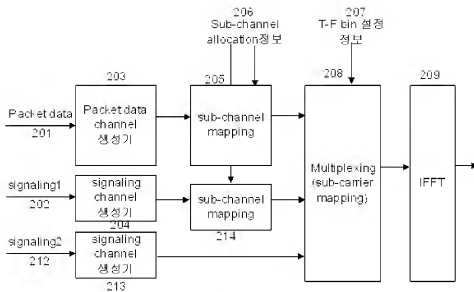 206
Sub-channel
allocation정보
207
T-F bin 설정
정보
203
205
208
209
Packet data
201
Packet data
channel
생성기
sub-channel
mapping
Multiplexing
(sub-carrier
mapping)
IFFT
signaling1
202
signaling
channel
생성기
204
sub-channel
mapping
214
signaling2
212
signaling
channel
생성기
213